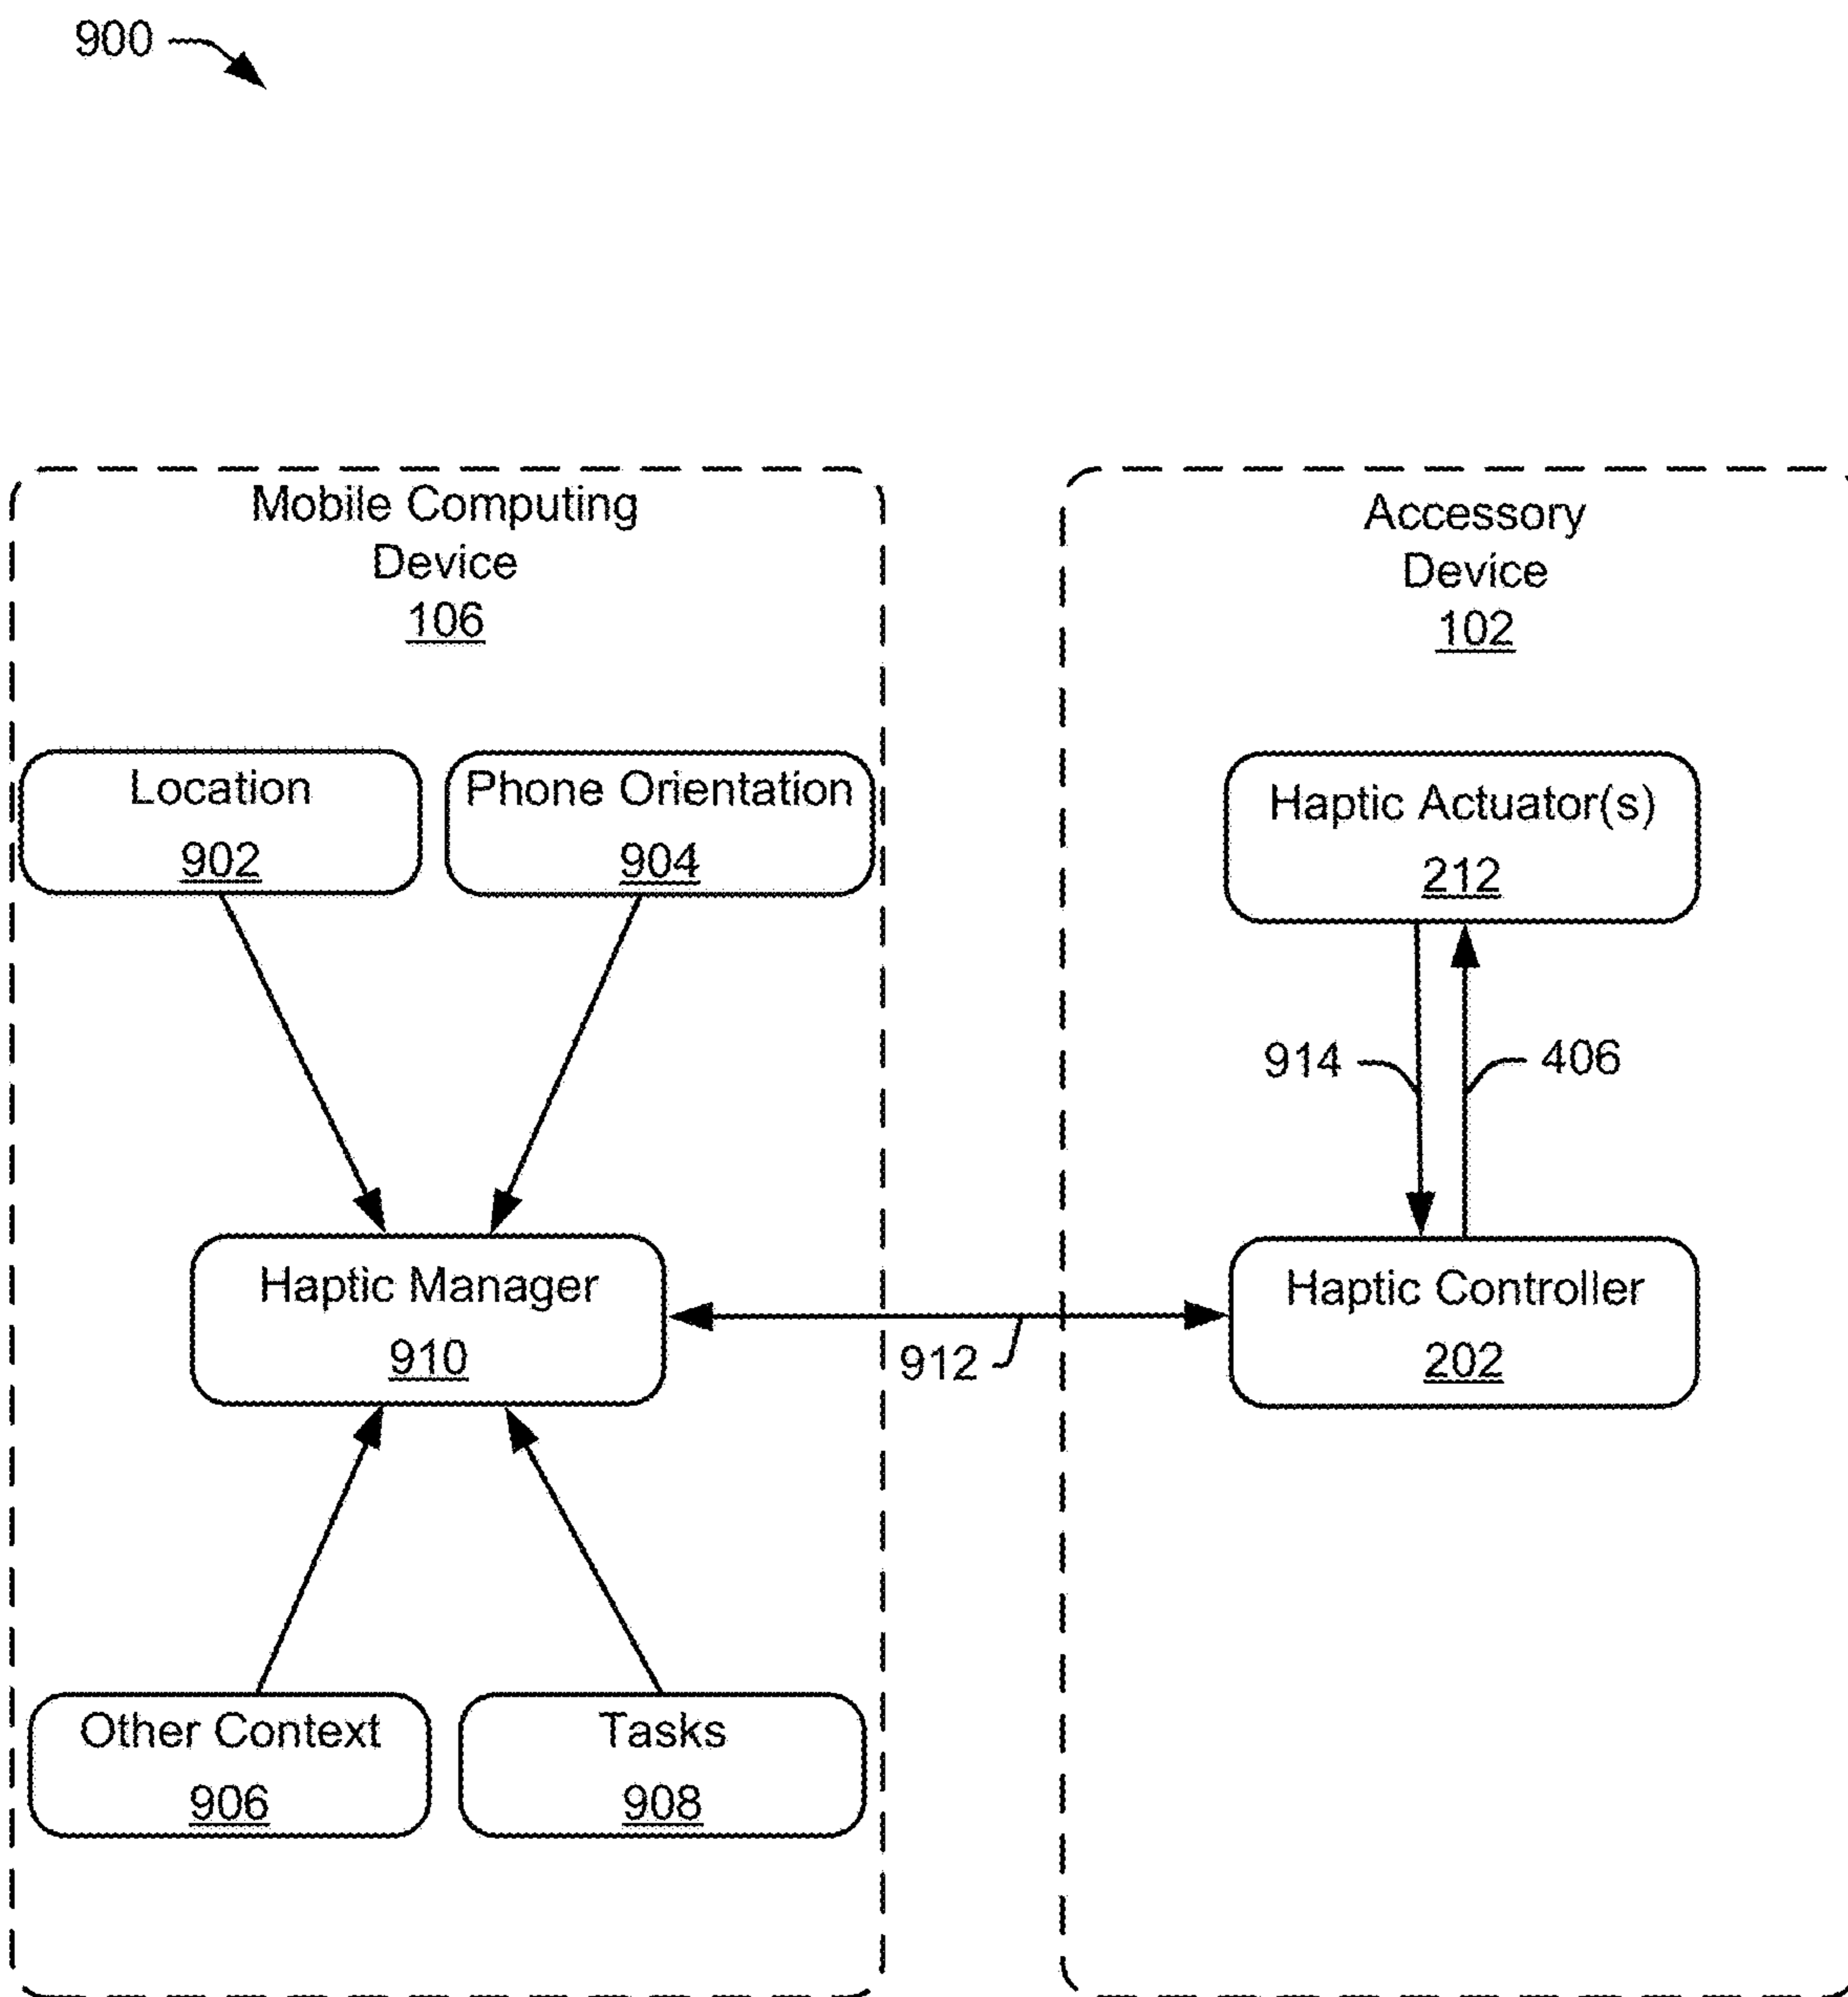 900
Mobile Computing
Device
106
Location
902
Phone Orientation
904
Haptic Manager
910
912
Other Context
906
Tasks
908
Accessory
Device
102
Haptic Actuator(s)
212
914
406
Haptic Controller
202